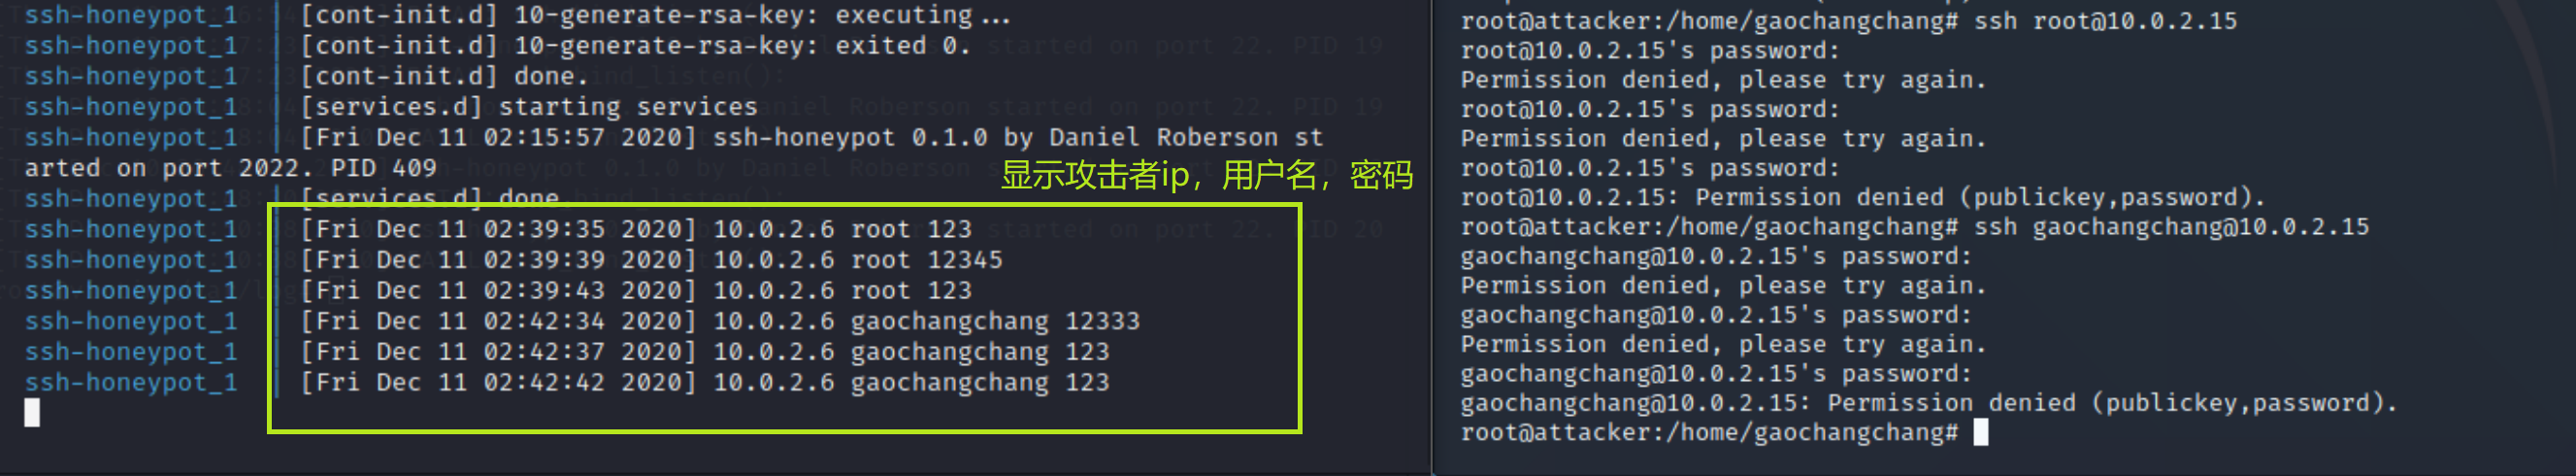 ssh-honeypot_1 | [cont-init.d] 10-generate-rsa-key: executing...
ssh-honeypot_1 | [cont-init.d] 10-generate-rsa-key: exited 0.
ssh-honeypot_1 | [cont-init.d] done.
ssh-honeypot_1 | [services.d] starting services
ssh-honeypot_1 | [Fri Dec 11 02:15:57 2020] ssh-honeypot 0.1.0 by Daniel Roberson st
arted on port 2022. PID 409
显示攻击者ip，用户名，密码
ssh-honeypot_1 | [services.d] done.
ssh-honeypot_1 | [Fri Dec 11 02:39:35 2020] 10.0.2.6 root 123
ssh-honeypot_1 | [Fri Dec 11 02:39:39 2020] 10.0.2.6 root 12345
ssh-honeypot_1 | [Fri Dec 11 02:39:43 2020] 10.0.2.6 root 123
ssh-honeypot_1 | [Fri Dec 11 02:42:34 2020] 10.0.2.6 gaochangchang 12333
ssh-honeypot_1 | [Fri Dec 11 02:42:37 2020] 10.0.2.6 gaochangchang 123
ssh-honeypot_1 | [Fri Dec 11 02:42:42 2020] 10.0.2.6 gaochangchang 123
root@attacker:/home/gaochangchang# ssh root@10.0.2.15
root@10.0.2.15's password:
Permission denied, please try again.
root@10.0.2.15's password:
Permission denied, please try again.
root@10.0.2.15's password:
root@10.0.2.15: Permission denied (publickey,password).
root@attacker:/home/gaochangchang# ssh gaochangchang@10.0.2.15
gaochangchang@10.0.2.15's password:
Permission denied, please try again.
gaochangchang@10.0.2.15's password:
Permission denied, please try again.
gaochangchang@10.0.2.15's password:
gaochangchang@10.0.2.15: Permission denied (publickey,password).
root@attacker:/home/gaochangchang#